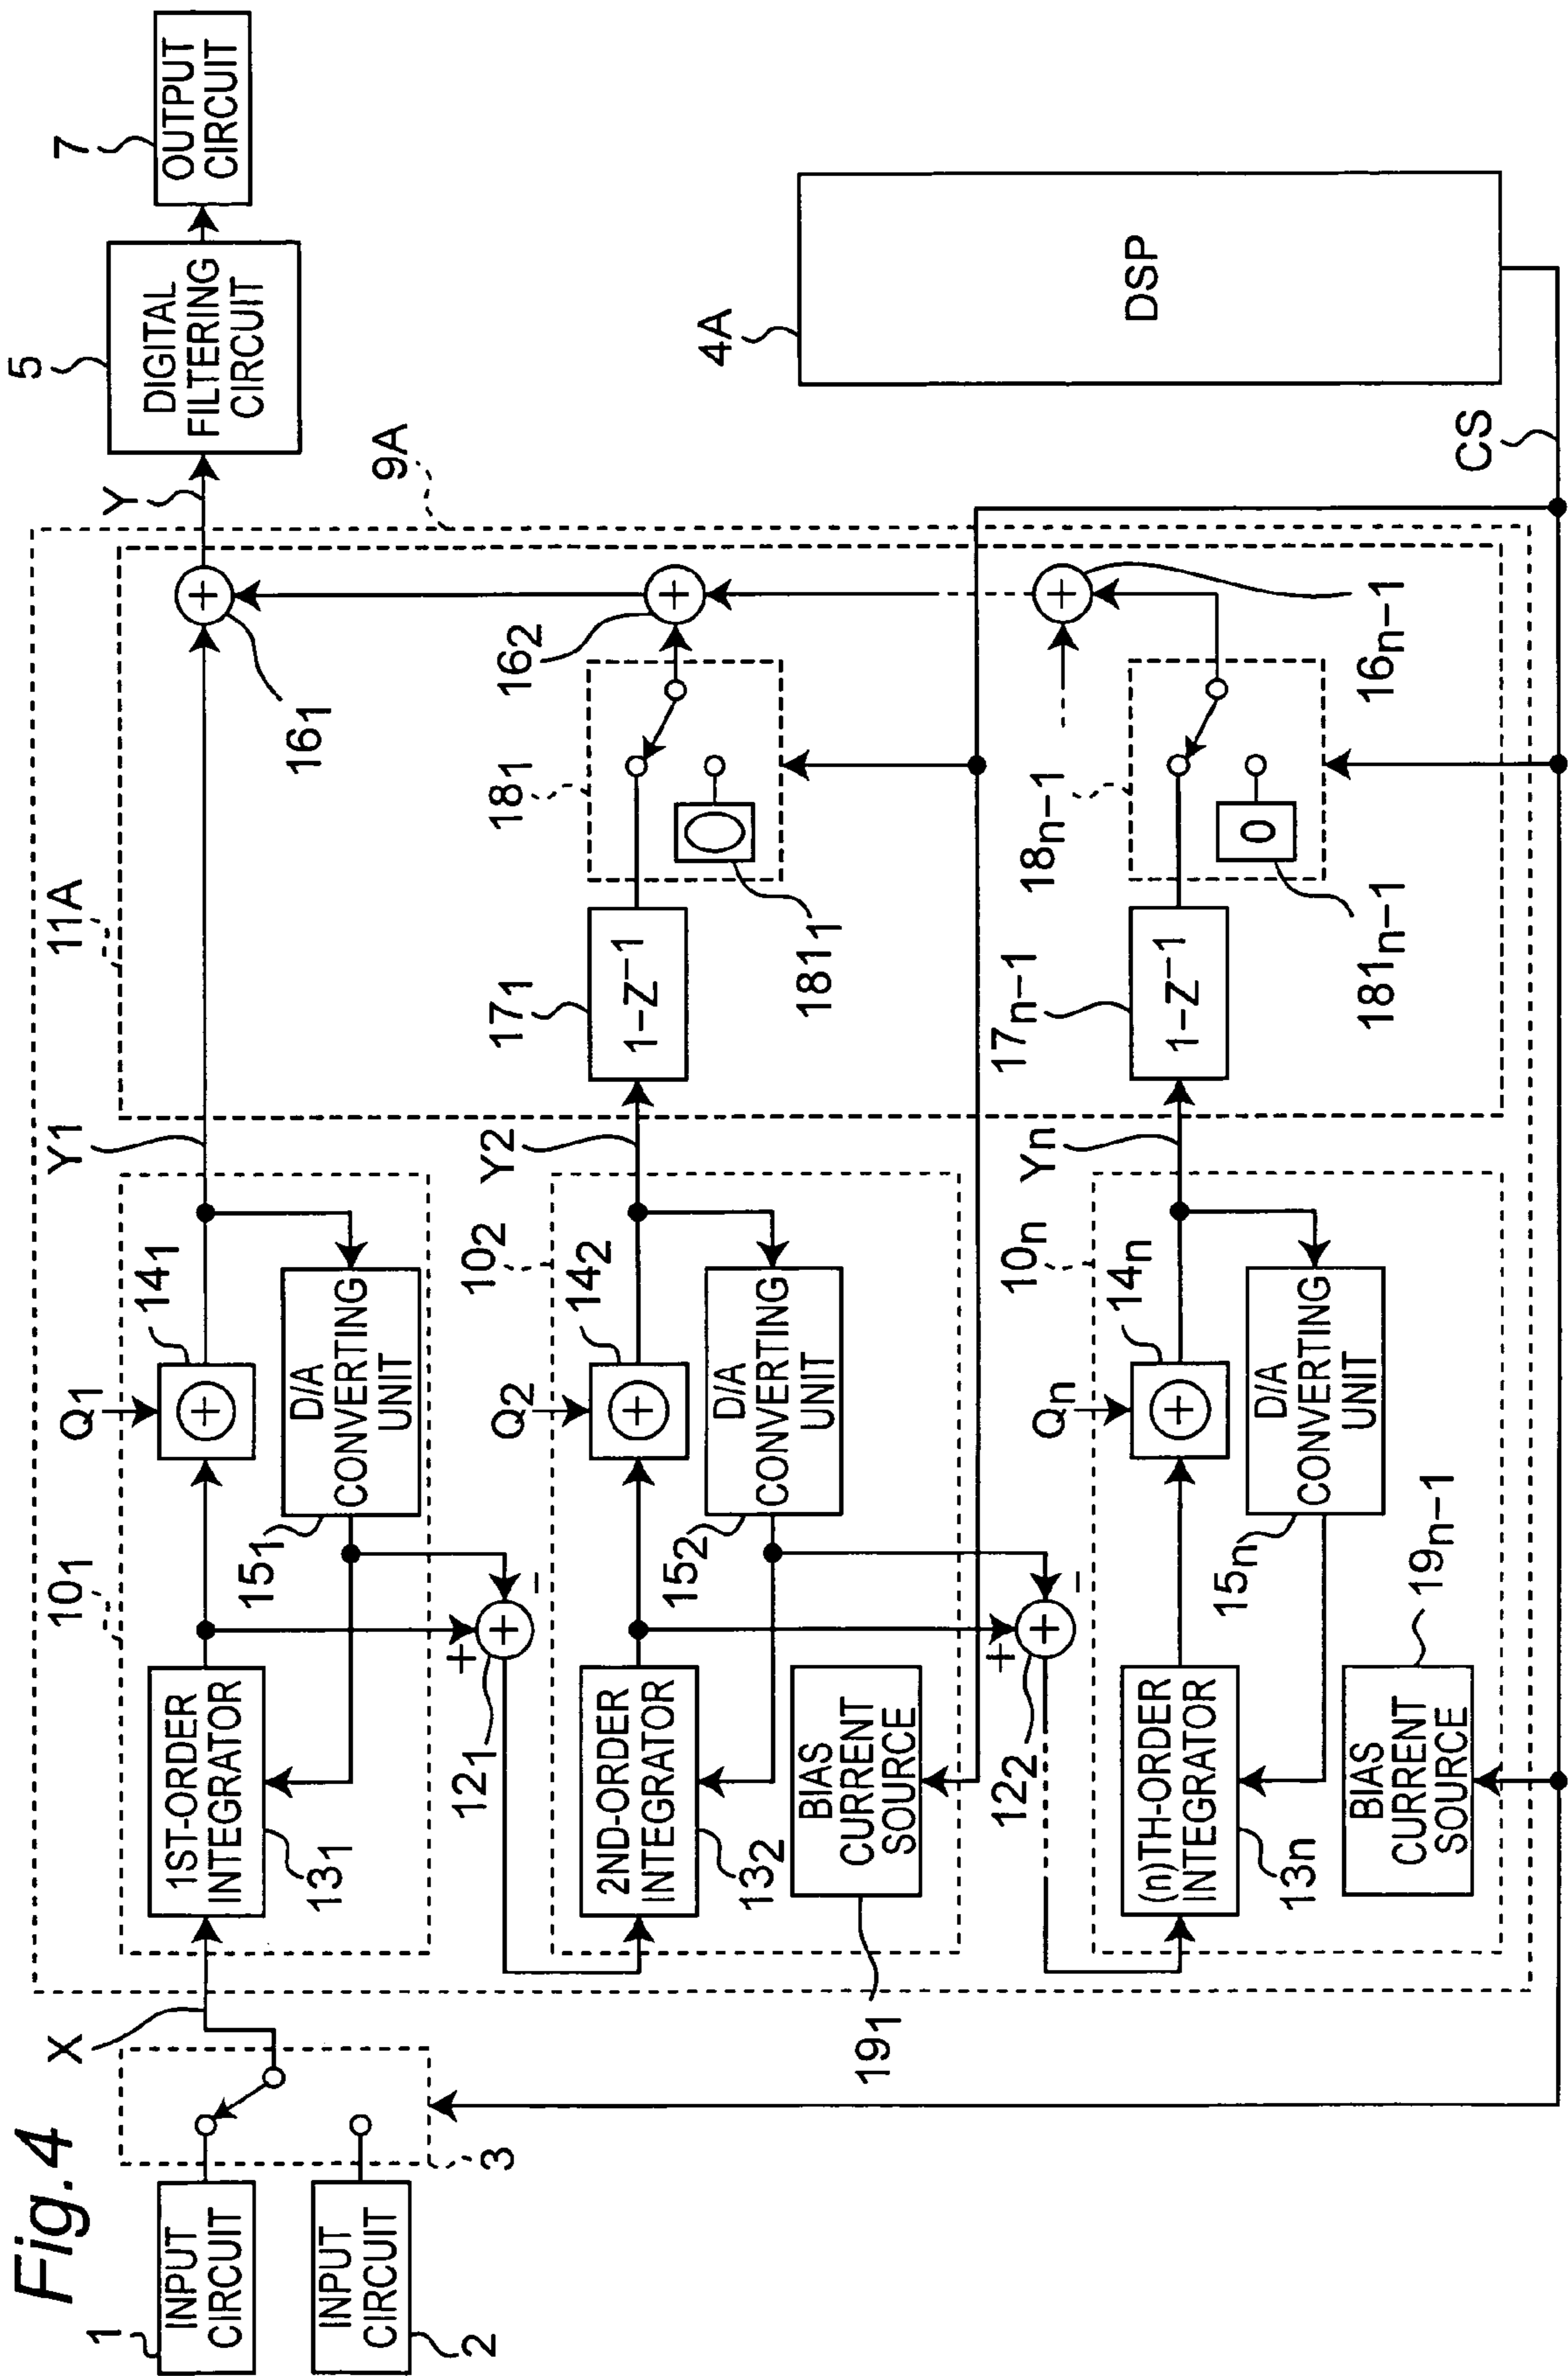 Fig. 4
1
INPUT
CIRCUIT
INPUT
CIRCUIT
2
3
X
10₁
1ST-ORDER
INTEGRATOR
13₁
Q₁
14₁
+
D/A
CONVERTING
UNIT
15₁
Y1
+
−
+
12₁
10₂
2ND-ORDER
INTEGRATOR
13₂
Q₂
14₂
+
D/A
CONVERTING
UNIT
15₂
Y2
BIAS
CURRENT
SOURCE
19₁
+
−
+
12₂
10n
(n)TH-ORDER
INTEGRATOR
13n
Qn
14n
+
D/A
CONVERTING
UNIT
15n
Yn
BIAS
CURRENT
SOURCE
19n−1
11A
9A
+
16₁
17₁
1−Z⁻¹
18₁
0
181₁
+
16₂
17n−1
1−Z⁻¹
18n−1
0
181n−1
+
16n−1
Y
5
DIGITAL
FILTERING
CIRCUIT
7
OUTPUT
CIRCUIT
4A
DSP
CS